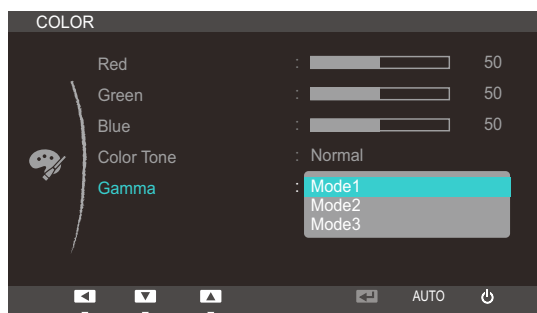 COLOR
Red : 50
Green : 50
Blue : 50
Color Tone : Normal
Gamma : Mode1
Mode2
Mode3
AUTO